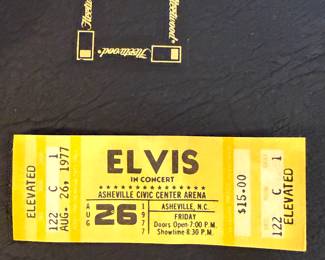 Fleetwood®
Fleetwood®
Fleetwood®
ELEVATED
122 C 1
AUG. 26, 1977
ELVIS
IN CONCERT
ASHEVILLE CIVIC CENTER ARENA
AUG
26
1977
ASHEVILLE, N.C.
FRIDAY
Doors Open 7:00 P.M.
Showtime 8:30 P.M.
$15.00
122 C 1
ELEVATED